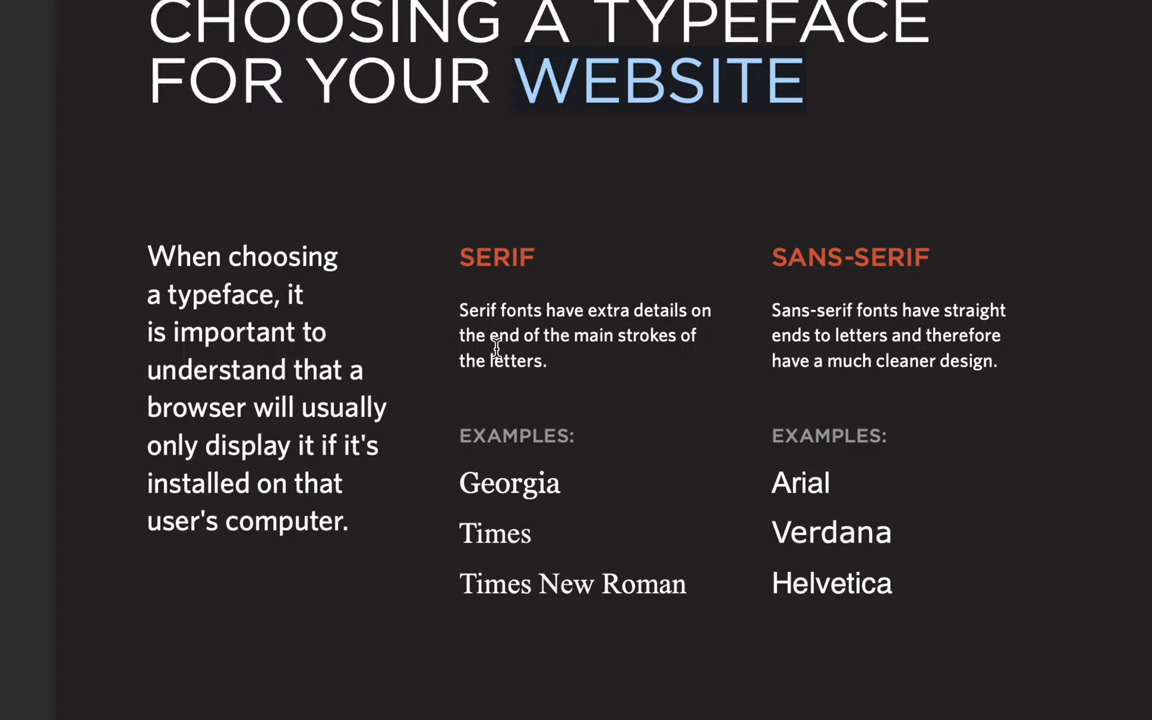 CHOOSING A TYPEFACE
FOR YOUR WEBSITE
When choosing
a typeface, it
is important to
understand that a
browser will usually
only display it if it's
installed on that
user's computer.
SERIF
Serif fonts have extra details on
the end of the main strokes of
the letters.
EXAMPLES:
Georgia
Times
Times New Roman
SANS-SERIF
Sans-serif fonts have straight
ends to letters and therefore
have a much cleaner design.
EXAMPLES:
Arial
Verdana
Helvetica